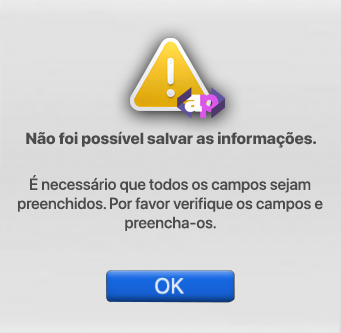 ap
Não foi possível salvar as informações.
É necessário que todos os campos sejam
preenchidos. Por favor verifique os campos e
preencha-os.
OK